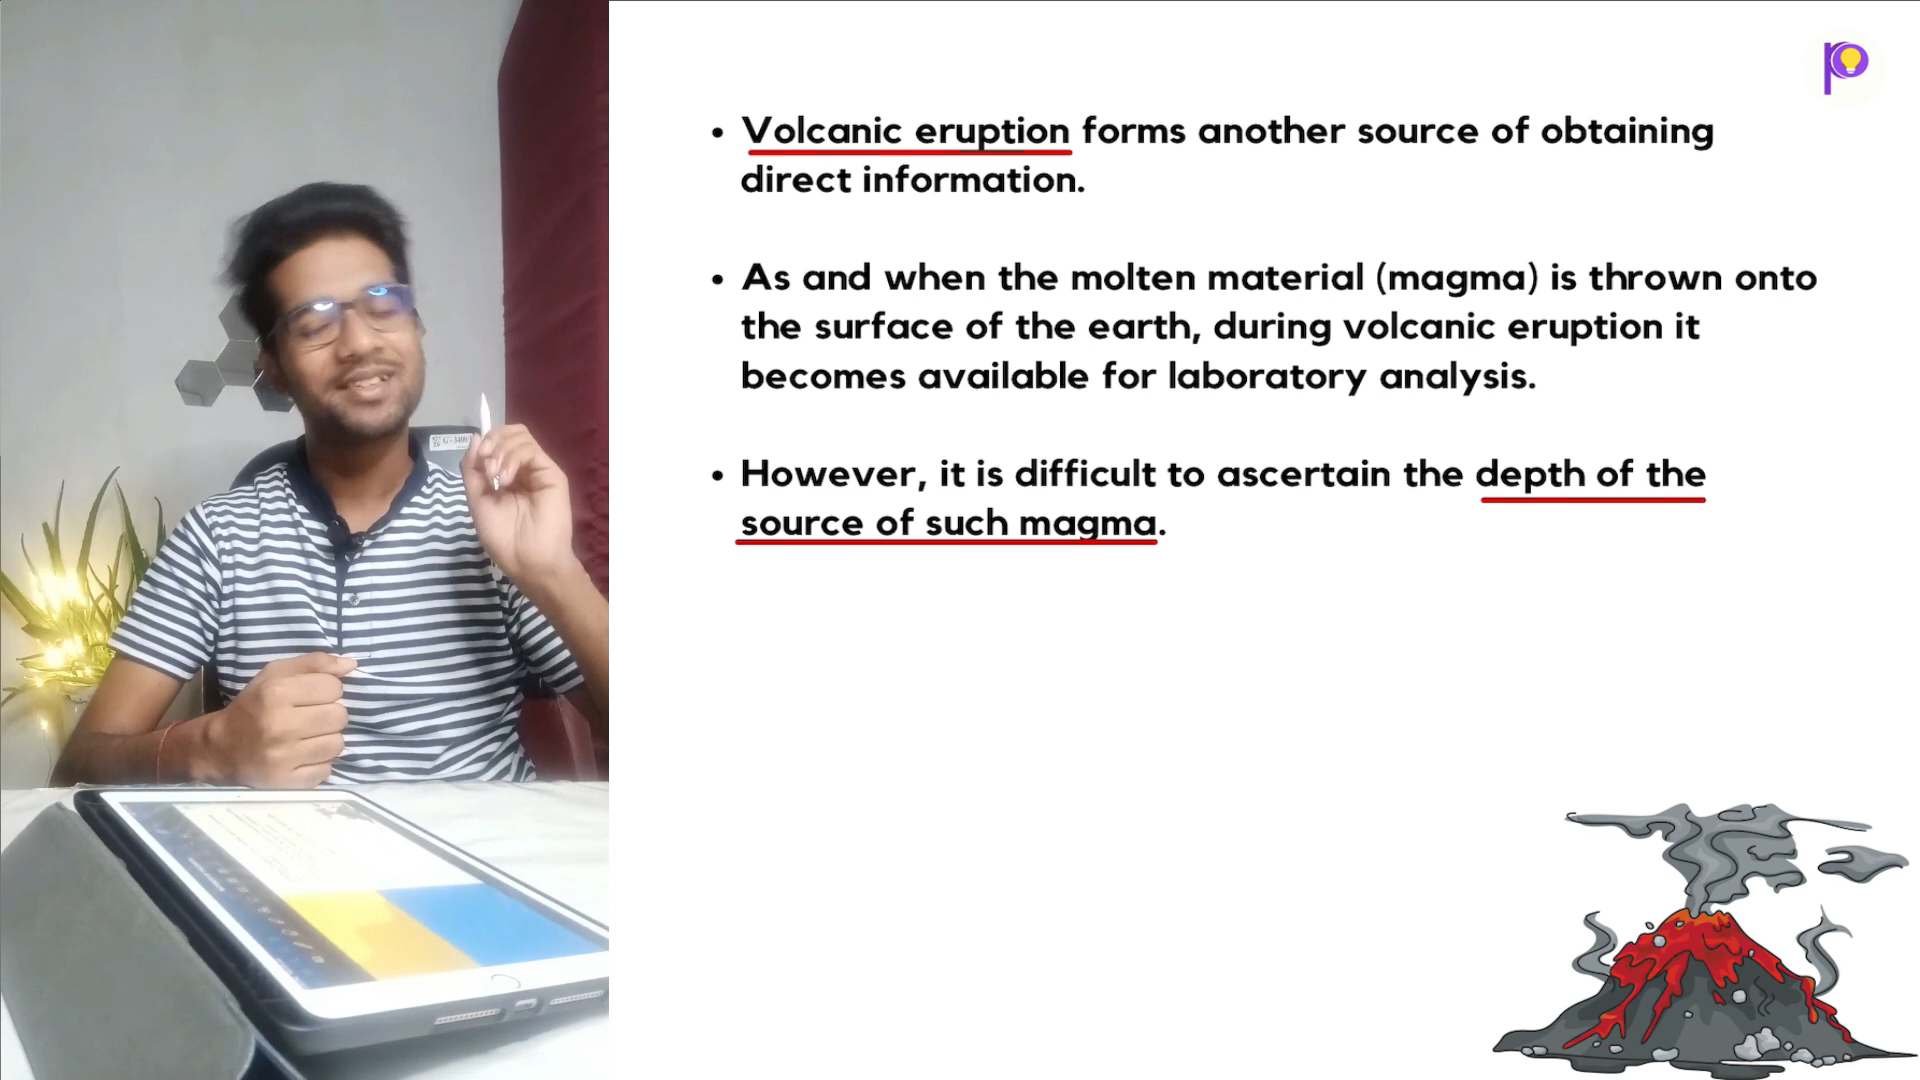 • Volcanic eruption forms another source of obtaining
direct information.
• As and when the molten material (magma) is thrown onto
the surface of the earth, during volcanic eruption it
becomes available for laboratory analysis.
• However, it is difficult to ascertain the depth of the
source of such magma.